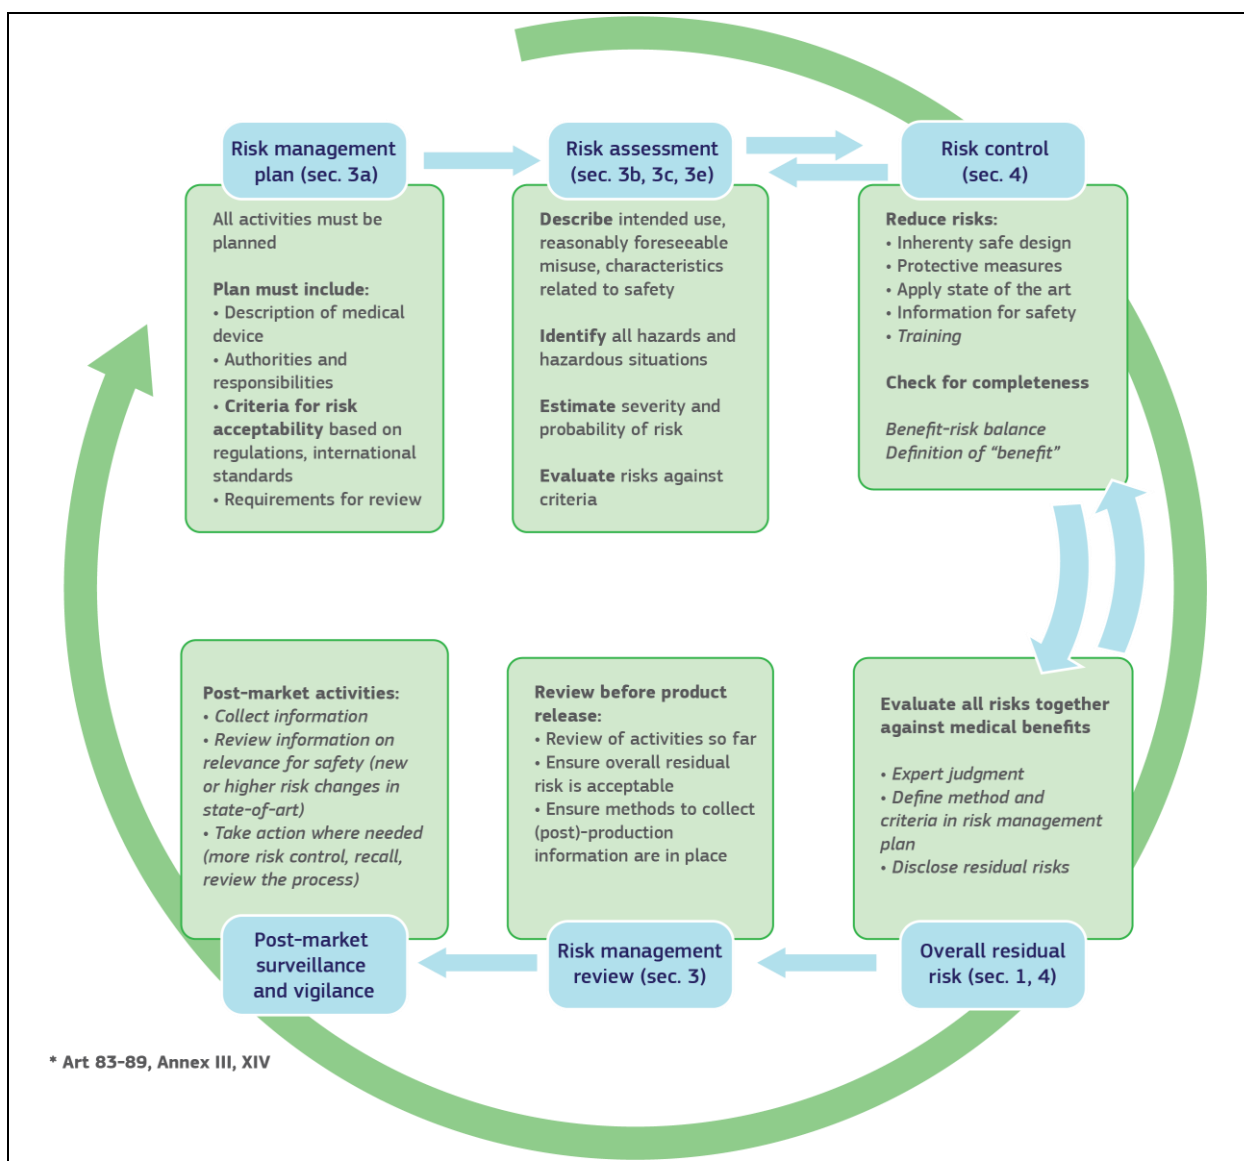 Risk management
plan (sec. 3a)
All activities must be
planned
Plan must include:
• Description of medical
device
• Authorities and
responsibilities
• Criteria for risk
acceptability based on
regulations, international
standards
• Requirements for review
Risk assessment
(sec. 3b, 3c, 3e)
Describe intended use,
reasonably foreseeable
misuse, characteristics
related to safety
Identify all hazards and
hazardous situations
Estimate severity and
probability of risk
Evaluate risks against
criteria
Risk control
(sec. 4)
Reduce risks:
• Inherenty safe design
• Protective measures
• Apply state of the art
• Information for safety
• Training
Check for completeness
Benefit-risk balance
Definition of “benefit”
Evaluate all risks together
against medical benefits
• Expert judgment
• Define method and
criteria in risk management
plan
• Disclose residual risks
Overall residual
risk (sec. 1, 4)
Review before product
release:
• Review of activities so far
• Ensure overall residual
risk is acceptable
• Ensure methods to collect
(post)-production
information are in place
Risk management
review (sec. 3)
Post-market activities:
• Collect information
• Review information on
relevance for safety (new
or higher risk changes in
state-of-art)
• Take action where needed
(more risk control, recall,
review the process)
Post-market
surveillance
and vigilance
* Art 83-89, Annex III, XIV